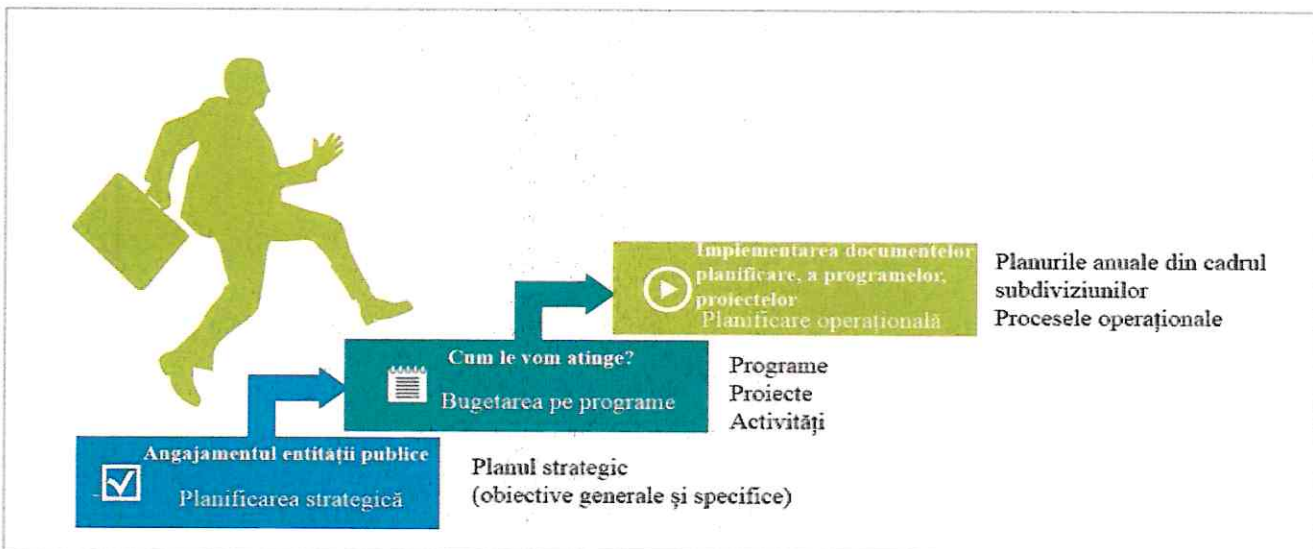 Implementarea documentelor
planificare, a programelor,
proiectelor
Planificare operațională
Planurile anuale din cadrul
subdiviziunilor
Procesele operaționale
Cum le vom atinge?
Bugetarea pe programe
Programe
Proiecte
Activități
Angajamentul entității publice
Planificarea strategică
Planul strategic
(obiective generale și specifice)